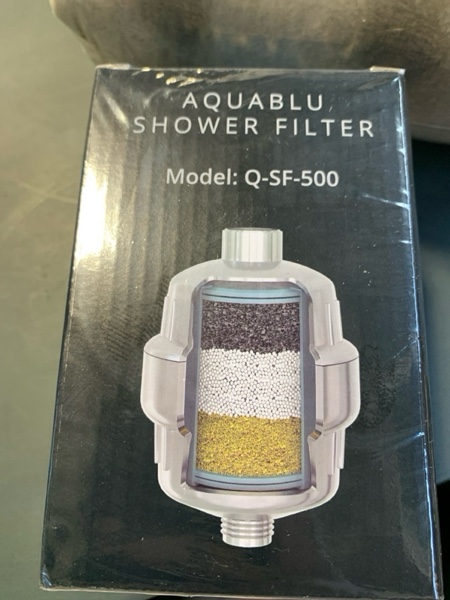 AQUABLU
SHOWER FILTER
Model: Q-SF-500